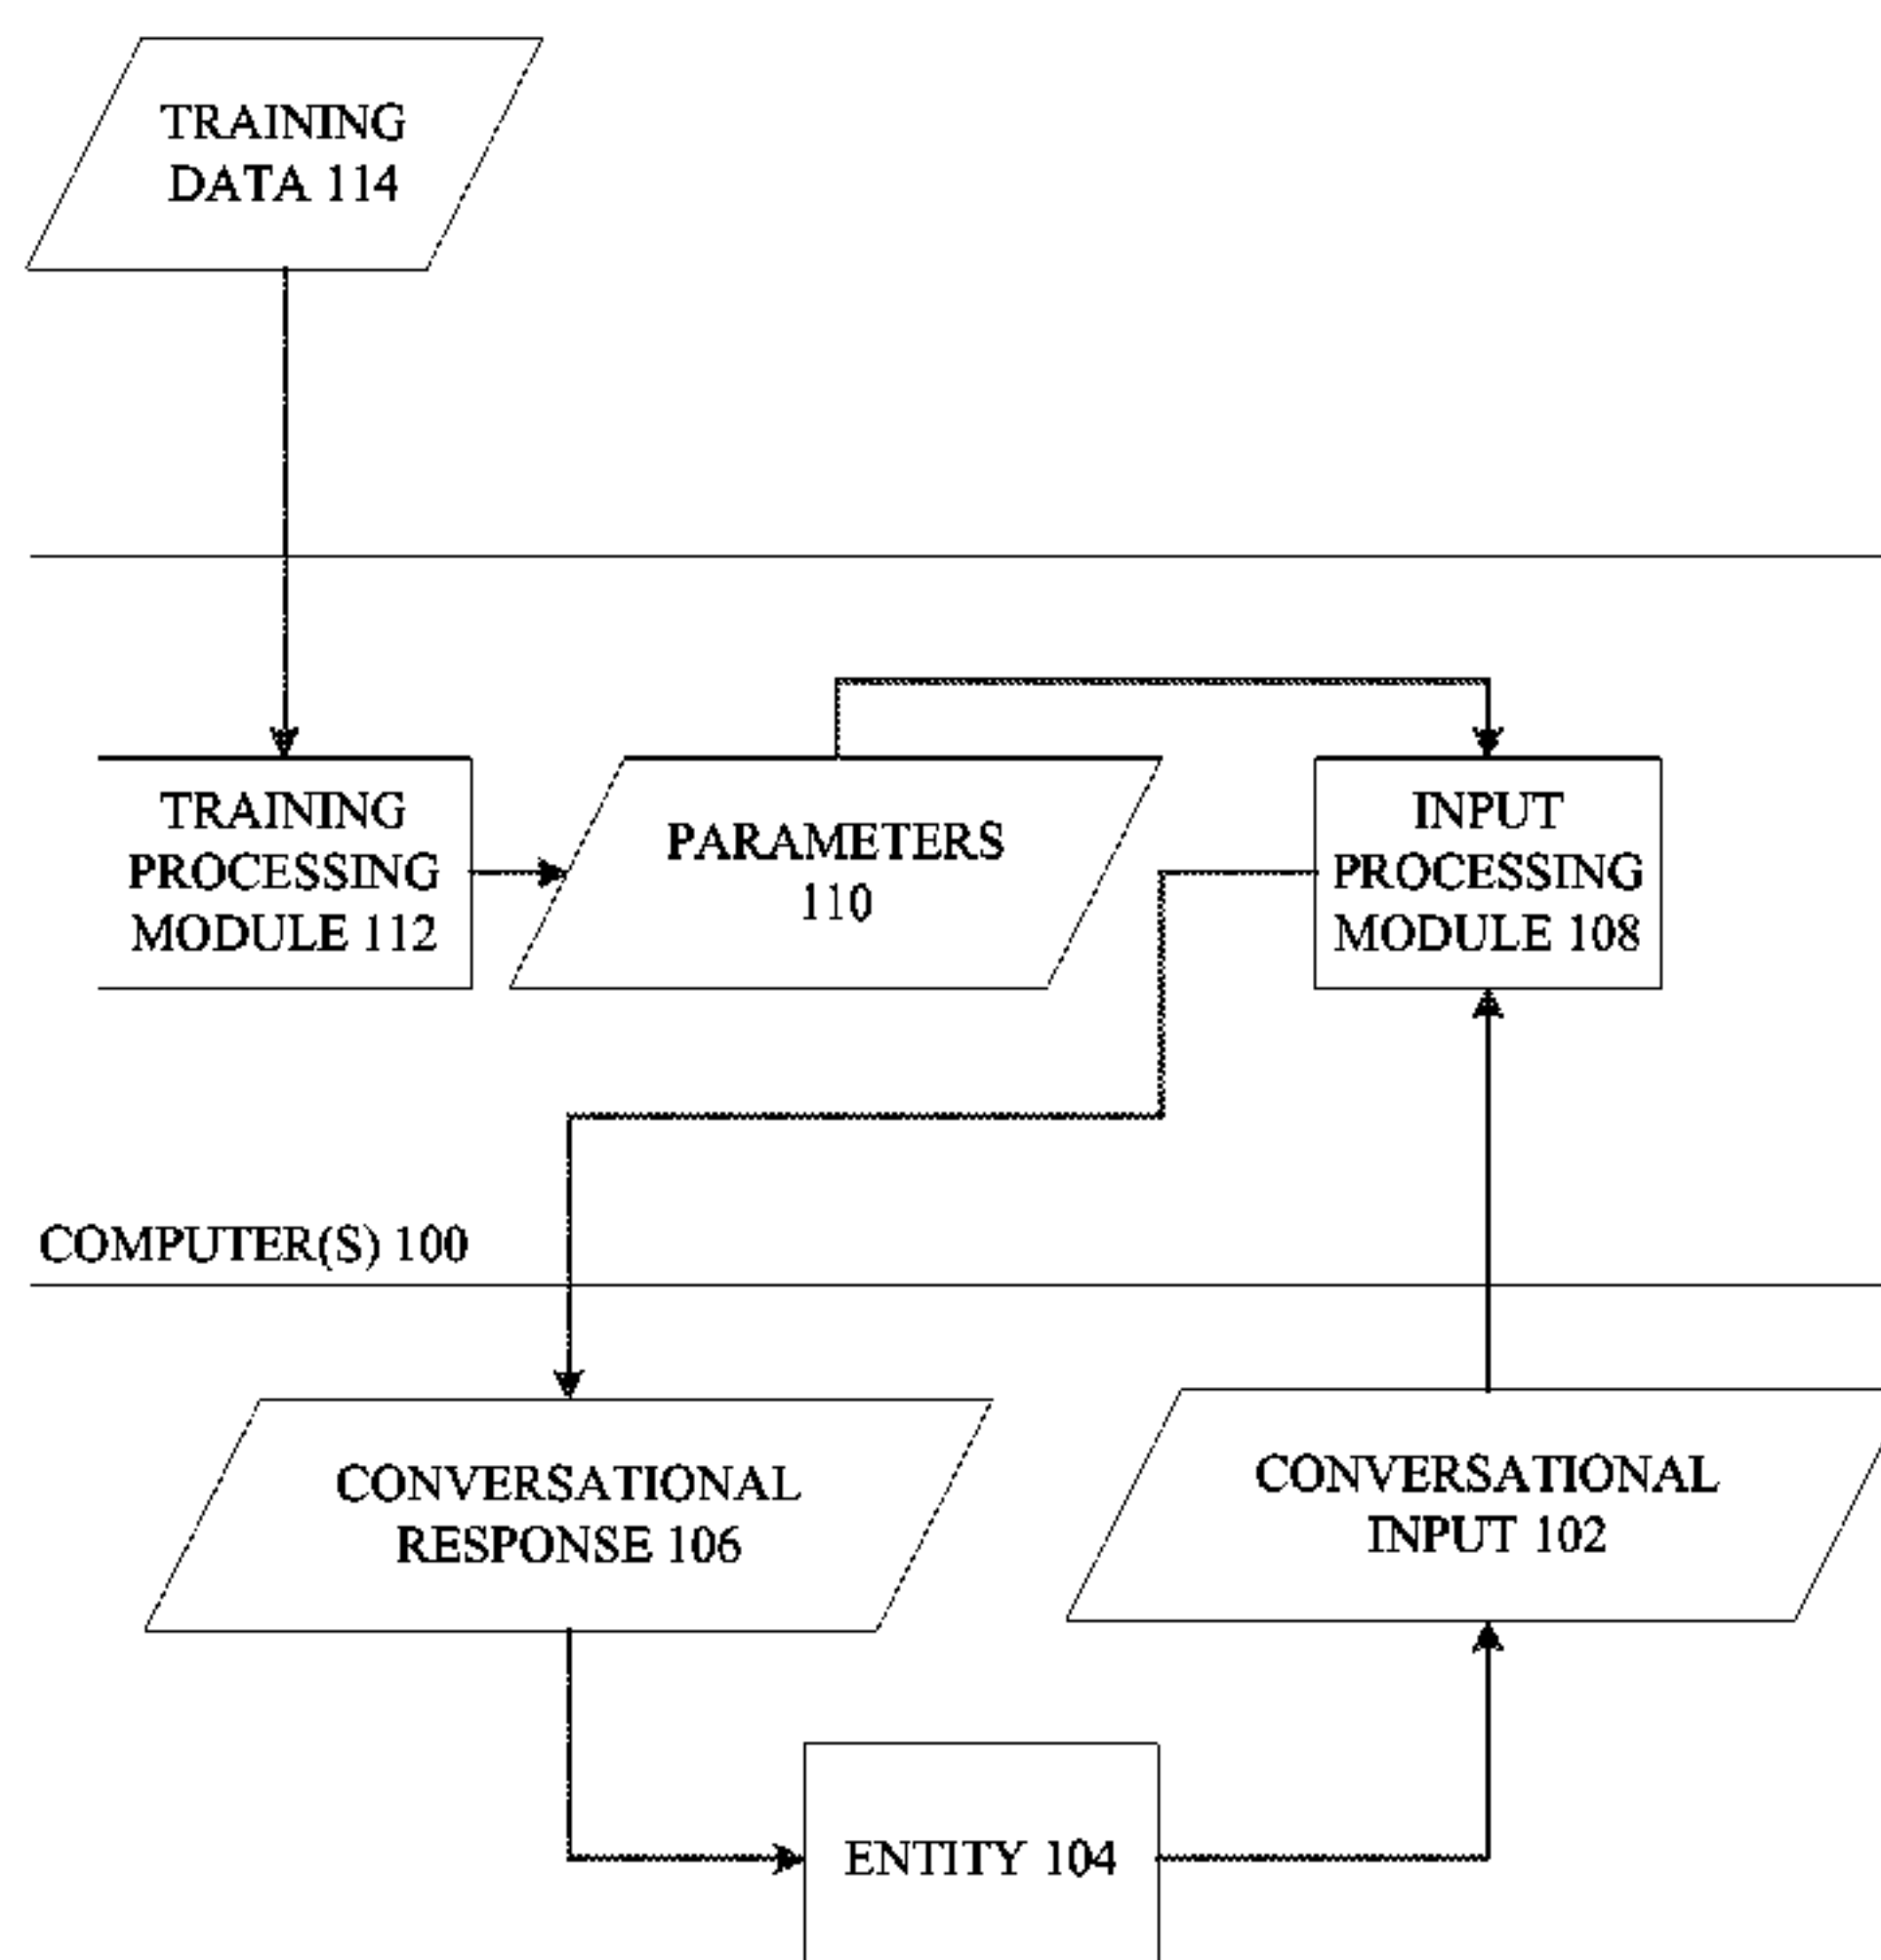 TRAINING
DATA 114
TRAINING
PROCESSING
MODULE 112
PARAMETERS
110
INPUT
PROCESSING
MODULE 108
COMPUTER(S) 100
CONVERSATIONAL
RESPONSE 106
CONVERSATIONAL
INPUT 102
ENTITY 104